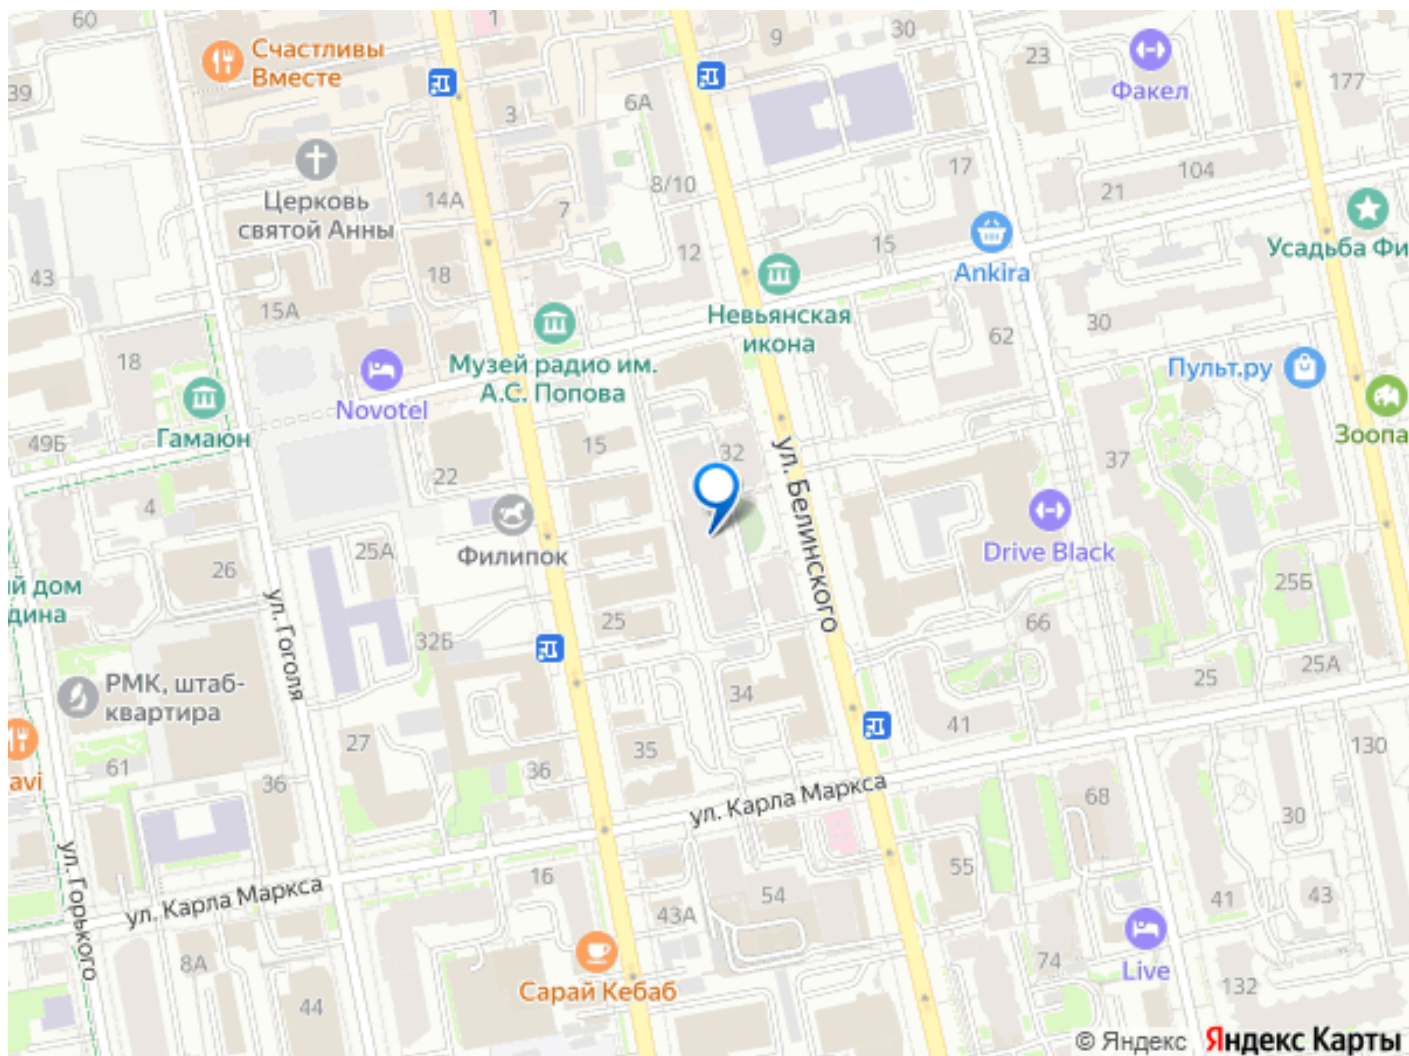 60
1
9
30
23
Факел
177
Счастливы
Вместе
39
3
6А
17
104
21
8/10
Церковь
святой Анны
14А
7
12
15
Ankira
Усадьба Фи
43
18
15А
Невьянская
икона
62
30
18
Музей радио им.
А.С. Попова
Пульт.ру
Novotel
Гамаюн
Зоопа
49Б
22
15
32
37
4
ул. Белинского
25А
Филипок
Drive Black
й дом
дина
26
25Б
ул. Гоголя
32Б
25
66
25А
25
РМК, штаб-
квартира
34
41
27
35
130
61
36
36
avi
ул. Карла Маркса
68
30
ул. Горького
ул. Карла Маркса
16
43А
54
55
41
43
8А
44
Сарай Кебаб
74
Live
132
© Яндекс Яндекс Карты